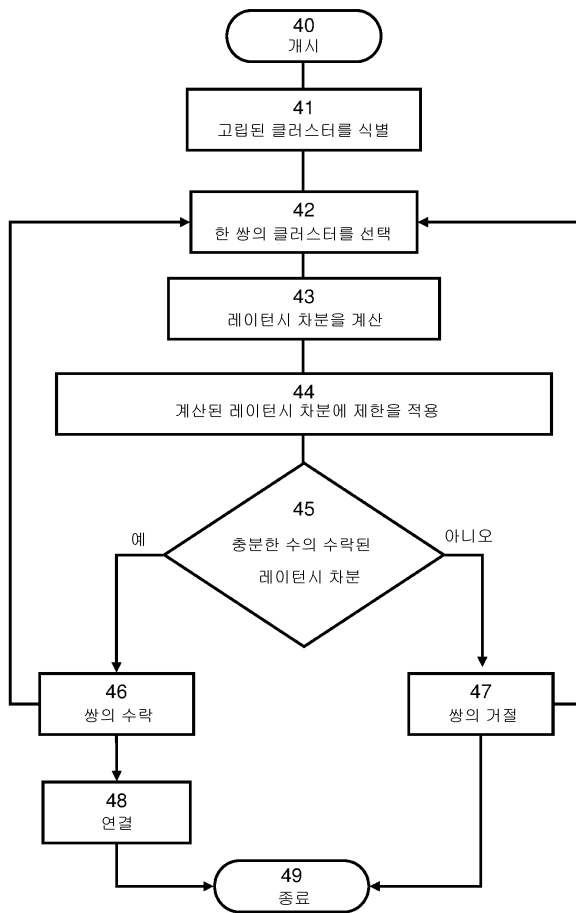 40
개시
41
고립된 클러스터를 식별
42
한 쌍의 클러스터를 선택
43
레이턴시 차분을 계산
44
계산된 레이턴시 차분에 제한을 적용
45
충분한 수의 수락된
레이턴시 차분
예
아니오
46
쌍의 수락
47
쌍의 거절
48
연결
49
종료